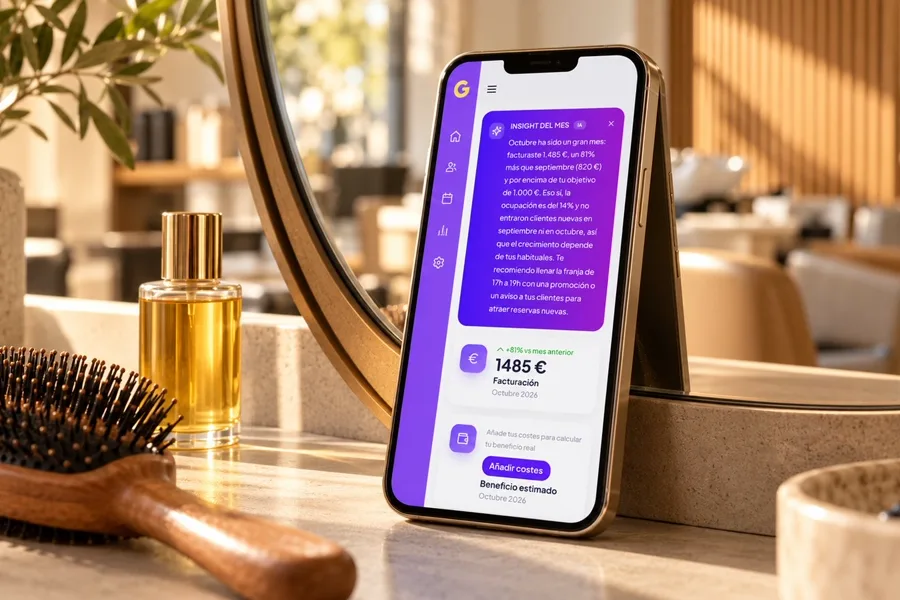 G
INSIGHT DEL MES IA
Octubre ha sido un gran mes:
facturaste 1.485 €, un 81%
más que septiembre (820 €)
y por encima de tu objetivo
de 1.000 €. Eso sí, la
ocupación es del 14% y no
entraron clientes nuevas en
septiembre ni en octubre, así
que el crecimiento depende
de tus habituales. Te
recomiendo llenar la franja de
17h a 19h con una promoción o
un aviso a tus clientes para
atraer reservas nuevas.
+81% vs mes anterior
€
1485 €
Facturación
Octubre 2026
Añade tus costes para calcular
tu beneficio real
Añadir costes
Beneficio estimado
Octubre 2026